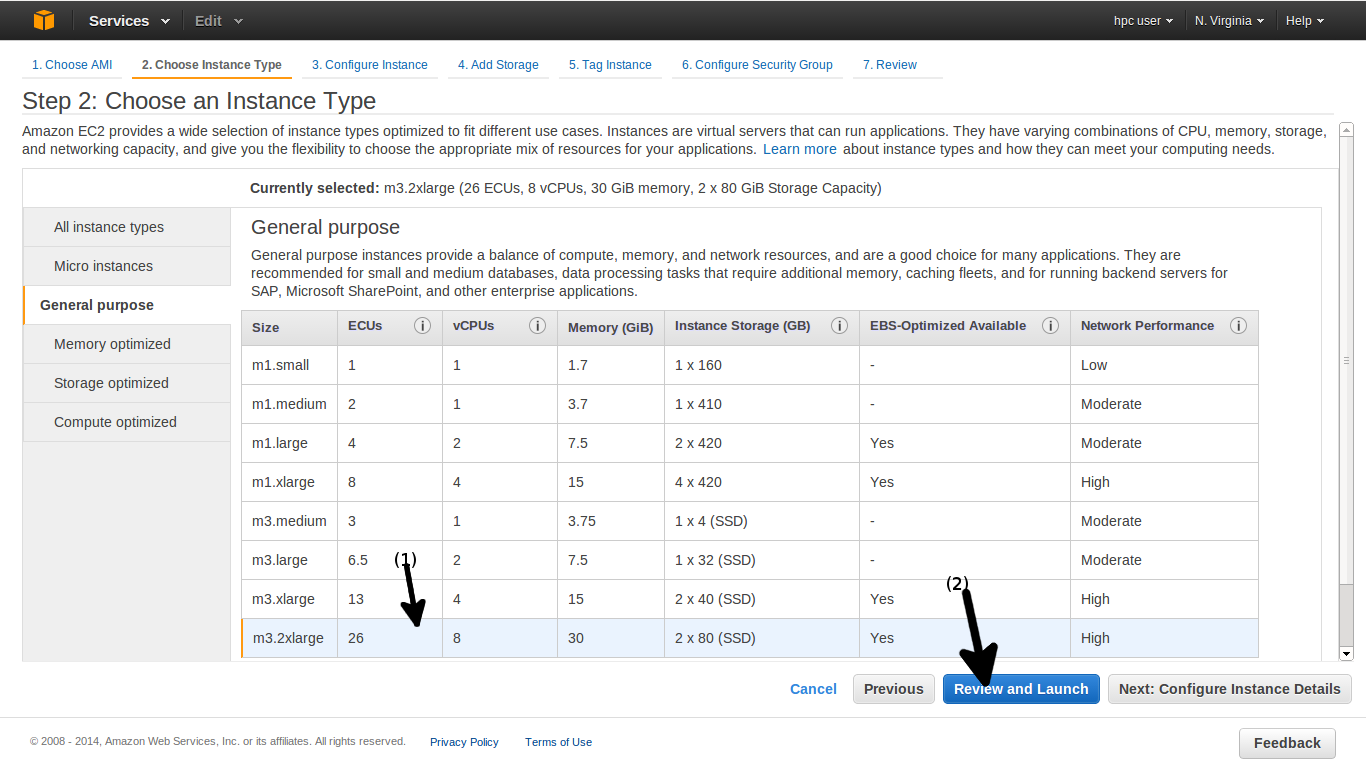 Services Edit hpc user N. Virginia Help
1. Choose AMI 2. Choose Instance Type 3. Configure Instance 4. Add Storage 5. Tag Instance 6. Configure Security Group 7. Review
Step 2: Choose an Instance Type
Amazon EC2 provides a wide selection of instance types optimized to fit different use cases. Instances are virtual servers that can run applications. They have varying combinations of CPU, memory, storage,
and networking capacity, and give you the flexibility to choose the appropriate mix of resources for your applications. Learn more about instance types and how they can meet your computing needs.
Currently selected: m3.2xlarge (26 ECUs, 8 vCPUs, 30 GiB memory, 2 x 80 GiB Storage Capacity)
All instance types
Micro instances
General purpose
Memory optimized
Storage optimized
Compute optimized
General purpose
General purpose instances provide a balance of compute, memory, and network resources, and are a good choice for many applications. They are
recommended for small and medium databases, data processing tasks that require additional memory, caching fleets, and for running backend servers for
SAP, Microsoft SharePoint, and other enterprise applications.
Size ECUs i vCPUs i Memory (GiB) Instance Storage (GB) i EBS-Optimized Available i Network Performance i
m1.small 1 1 1.7 1 x 160 - Low
m1.medium 2 1 3.7 1 x 410 - Moderate
m1.large 4 2 7.5 2 x 420 Yes Moderate
m1.xlarge 8 4 15 4 x 420 Yes High
m3.medium 3 1 3.75 1 x 4 (SSD) - Moderate
m3.large 6.5 (1) 2 7.5 1 x 32 (SSD) - Moderate
m3.xlarge 13 4 15 2 x 40 (SSD) Yes (2) High
m3.2xlarge 26 8 30 2 x 80 (SSD) Yes High
Cancel Previous Review and Launch Next: Configure Instance Details
© 2008 - 2014, Amazon Web Services, Inc. or its affiliates. All rights reserved. Privacy Policy Terms of Use Feedback